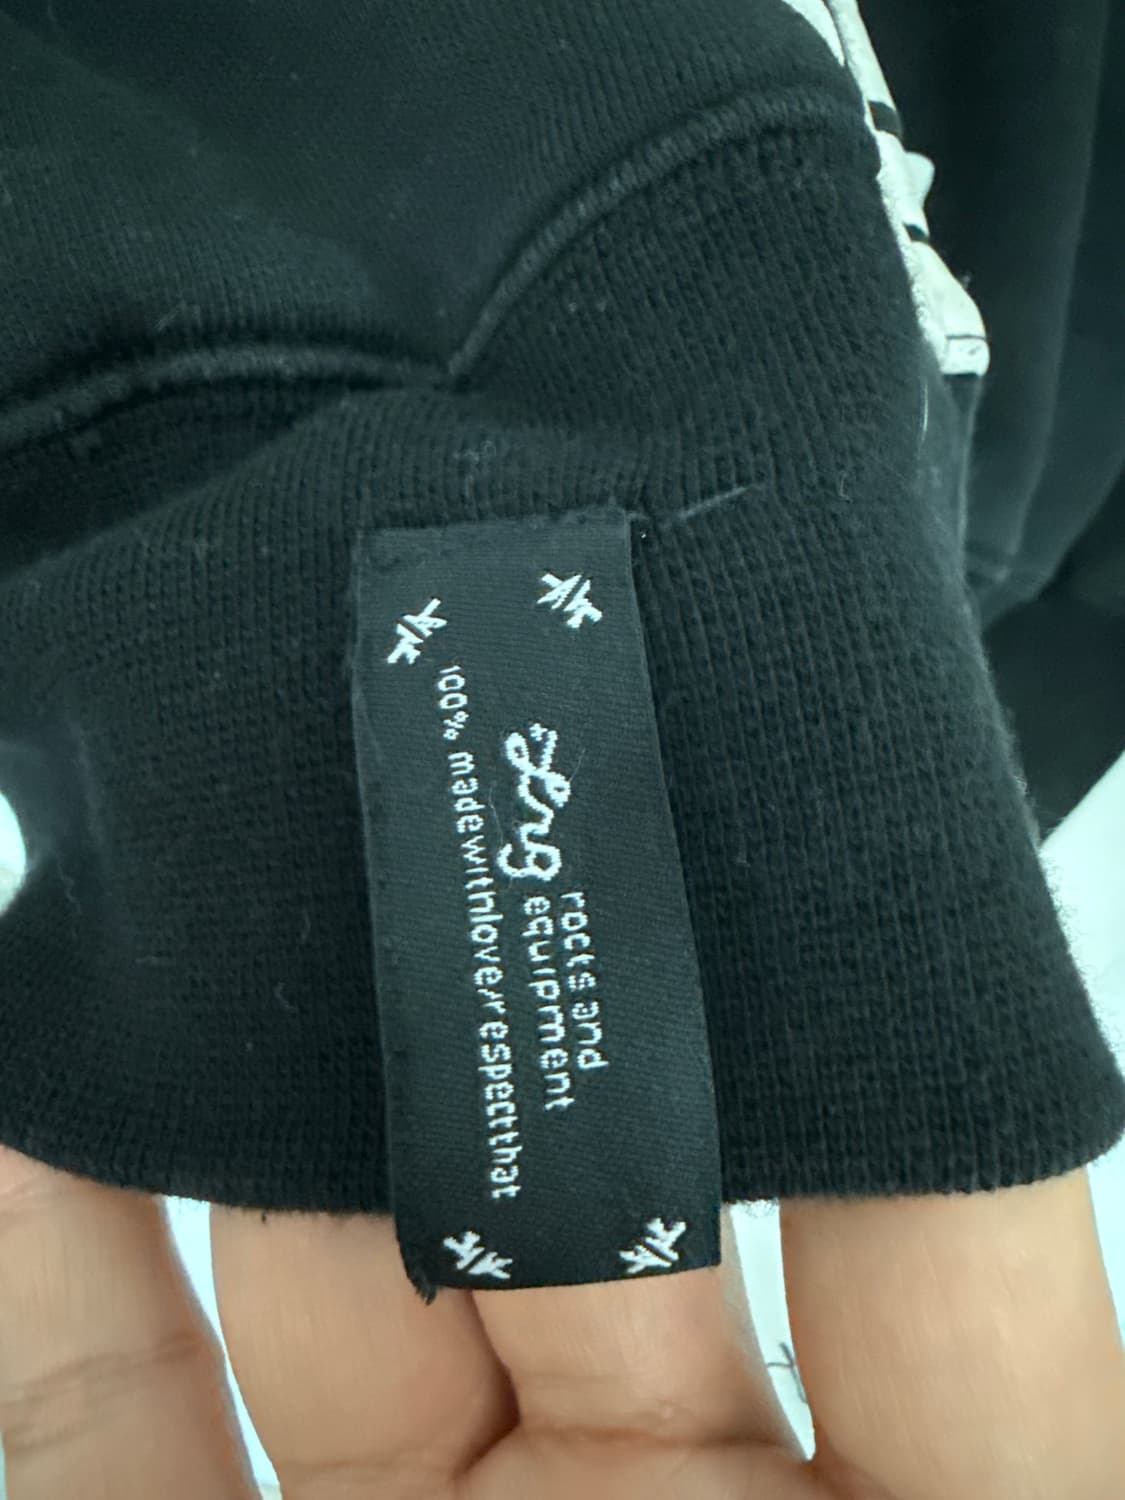 Lrg
roots and
equipment
100% madewithlove/respectthat